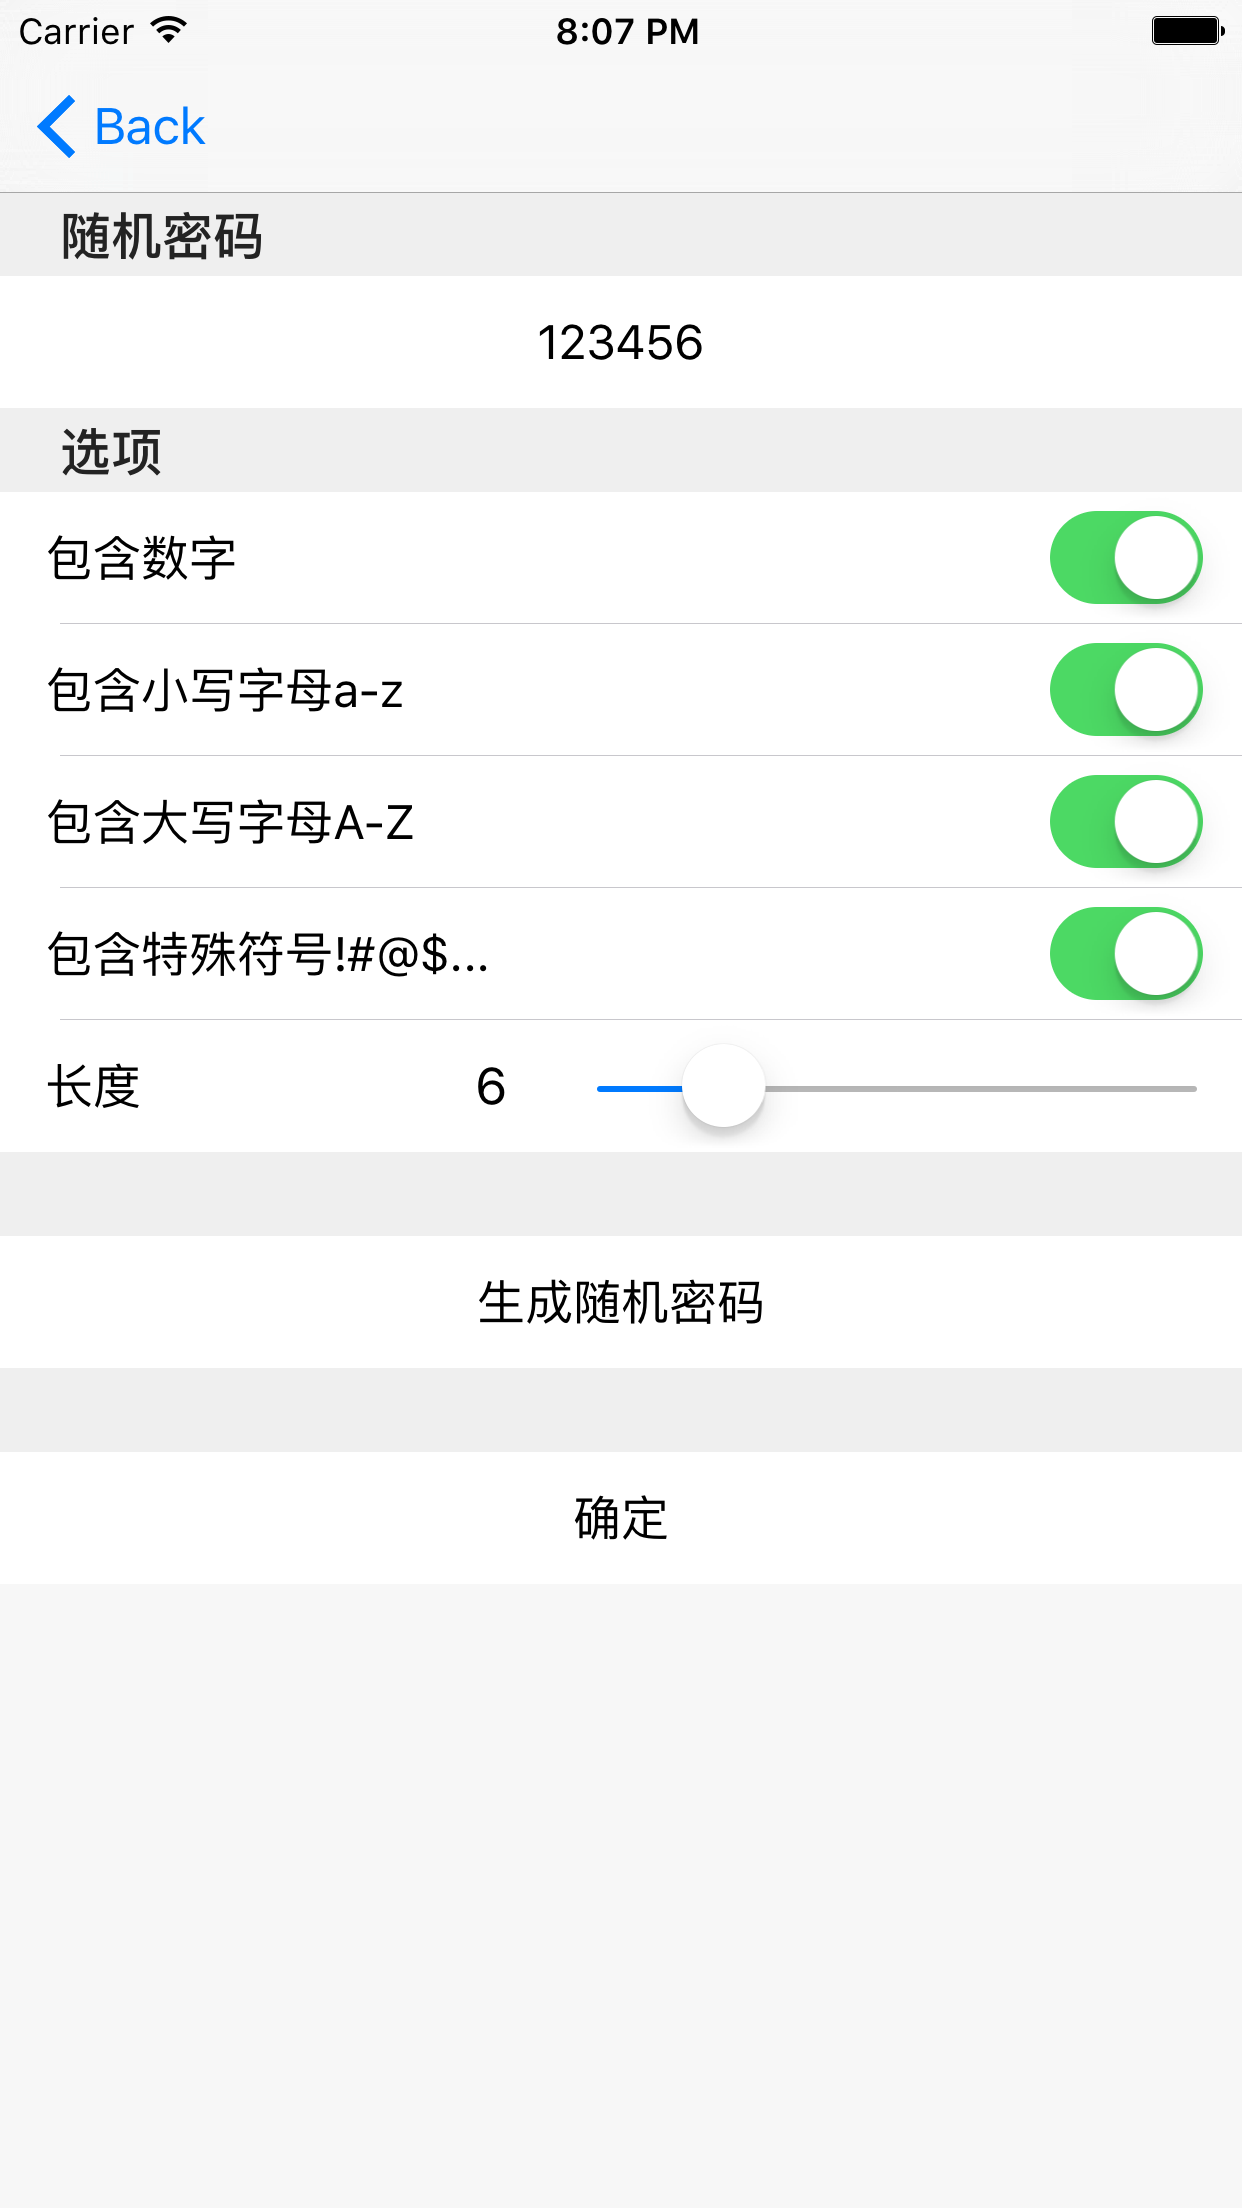 Carrier
8:07 PM
Back
随机密码
123456
选项
包含数字
包含小写字母a-z
包含大写字母A-Z
包含特殊符号!#@$...
长度 6
生成随机密码
确定